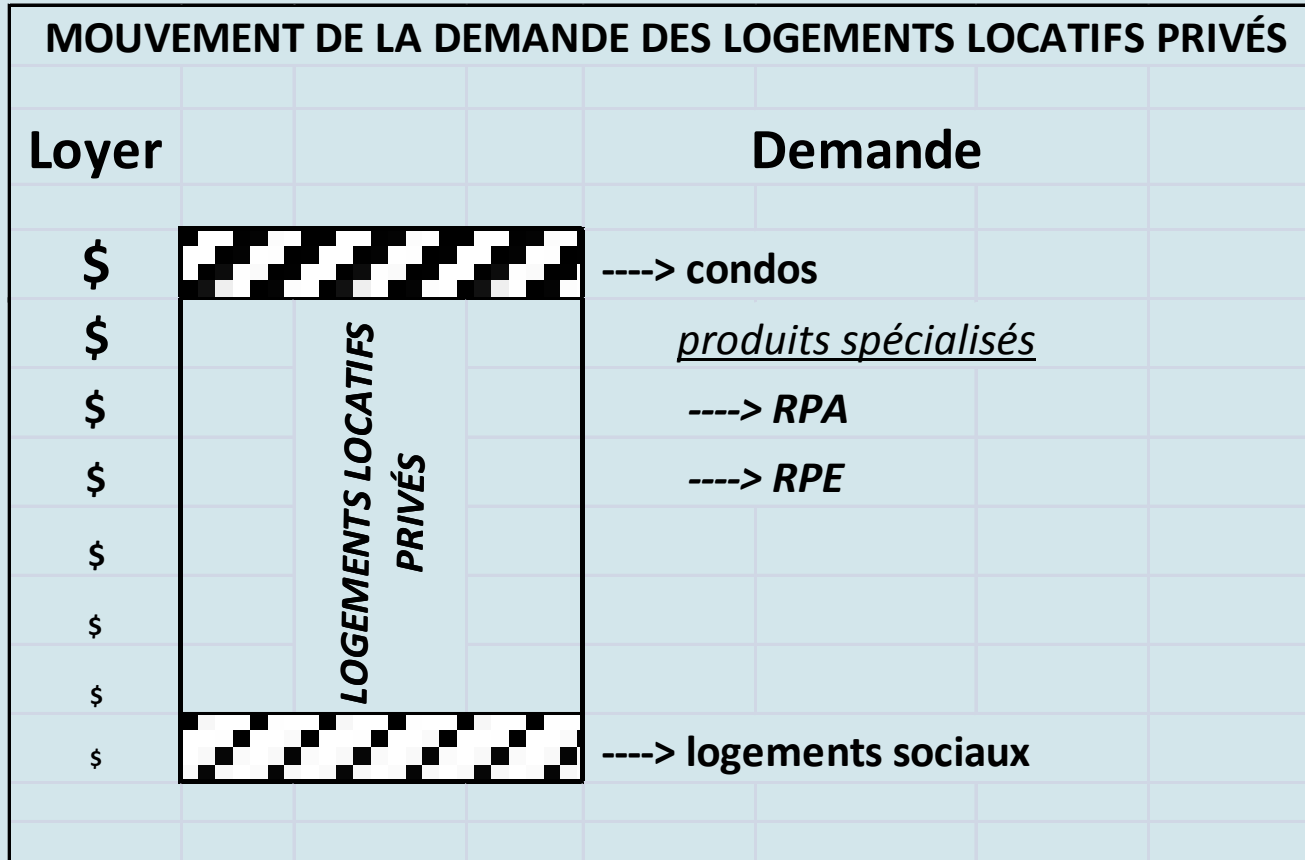 MOUVEMENT DE LA DEMANDE DES LOGEMENTS LOCATIFS PRIVÉS
Loyer Demande
$ ----> condos
$ produits spécialisés
$ ----> RPA
$ ----> RPE
$
$
$
$ ----> logements sociaux
LOGEMENTS LOCATIFS
PRIVÉS